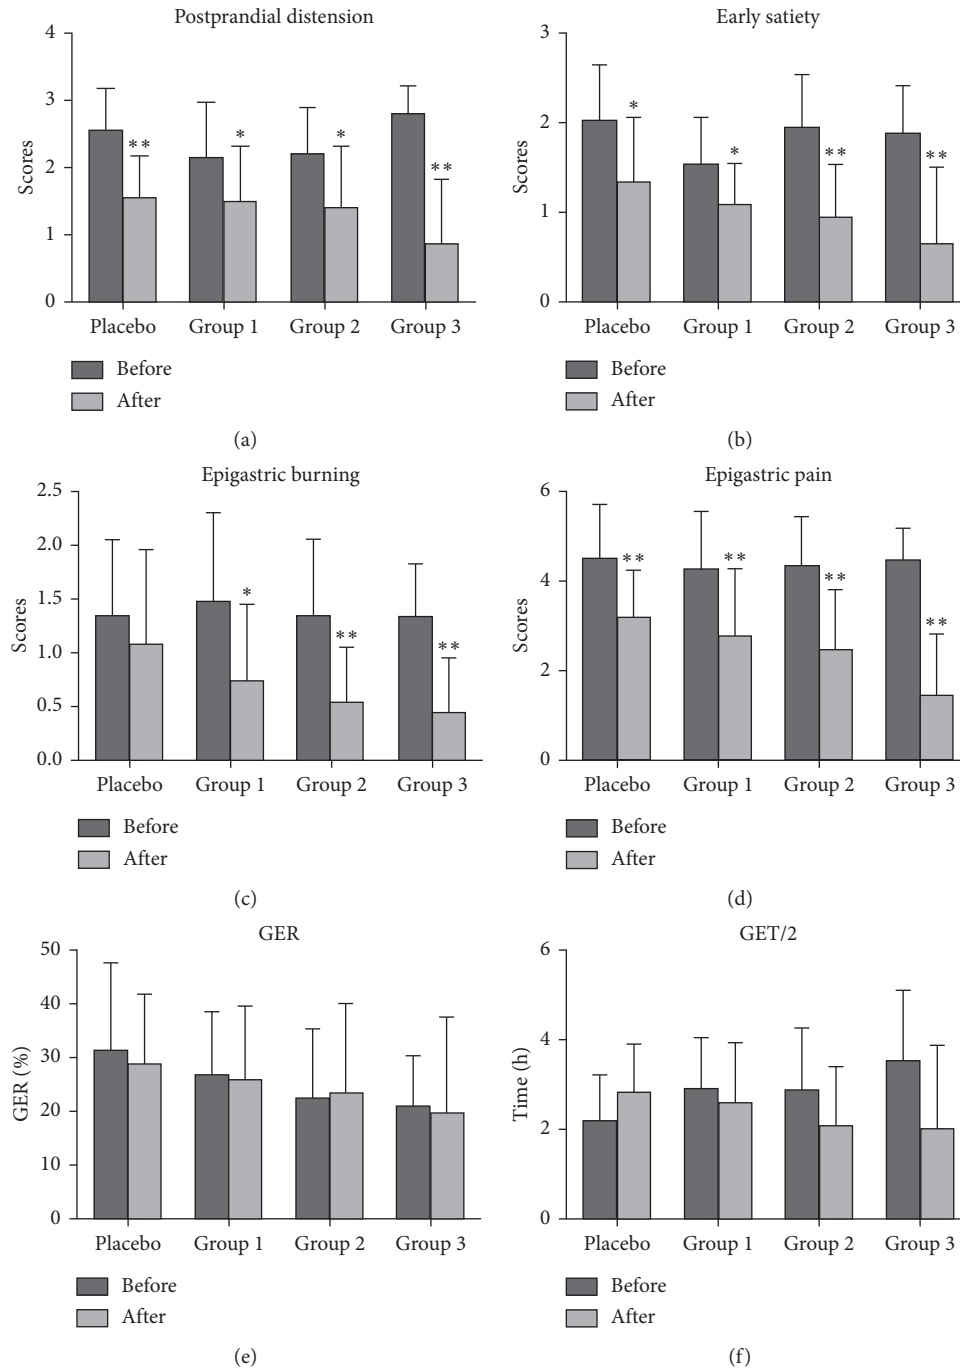 Postprandial distension
4
3
2
1
0
Scores
**
*
*
**
Placebo Group 1 Group 2 Group 3
Before
After
(a)
Early satiety
3
2
1
0
Scores
*
*
**
**
Placebo Group 1 Group 2 Group 3
Before
After
(b)
Epigastric burning
2.5
2.0
1.5
1.0
0.5
0.0
Scores
*
**
**
Placebo Group 1 Group 2 Group 3
Before
After
(c)
Epigastric pain
6
4
2
0
Scores
**
**
**
**
Placebo Group 1 Group 2 Group 3
Before
After
(d)
GER
50
40
30
20
10
0
GER (%)
Placebo Group 1 Group 2 Group 3
Before
After
(e)
GET/2
6
4
2
0
Time (h)
Placebo Group 1 Group 2 Group 3
Before
After
(f)